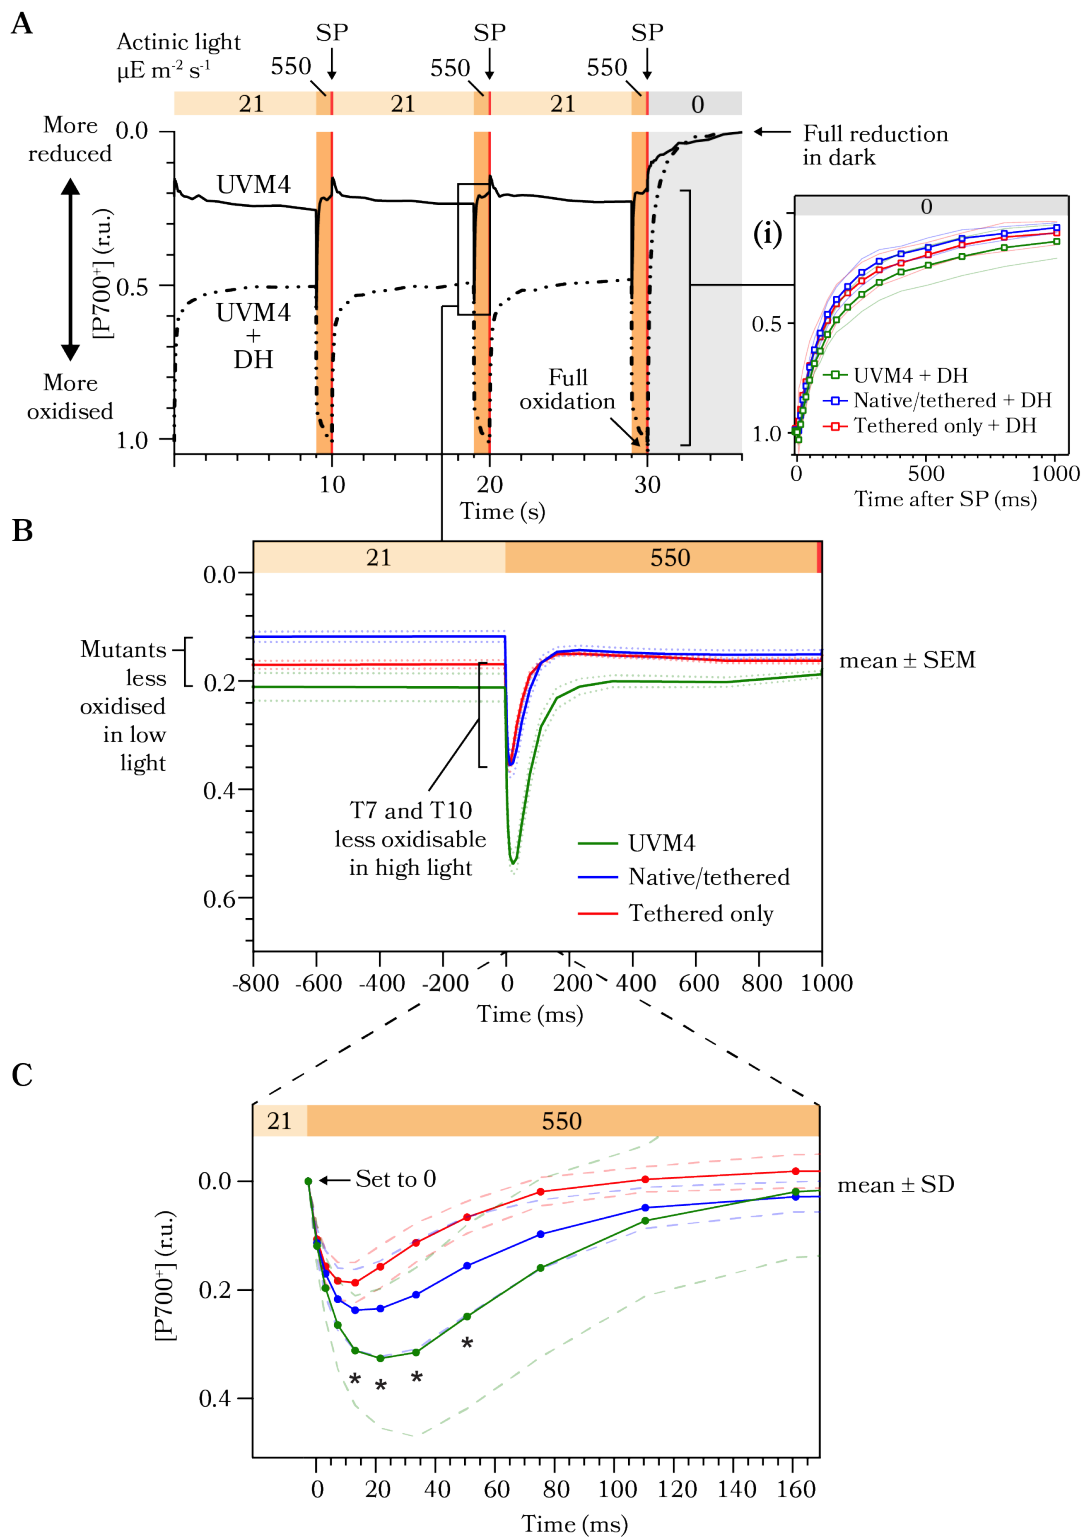 A
Actinic light
µE m-2 s-1
550
SP
550
SP
550
SP
21
21
21
0
More
reduced
[P700+] (r.u.)
More
oxidised
0.0
0.5
1.0
UVM4
UVM4
+
DH
Full
oxidation
Full reduction
in dark
10
20
30
Time (s)
(i)
0
0.5
1.0
UVM4 + DH
Native/tethered + DH
Tethered only + DH
0
500
1000
Time after SP (ms)
B
21
550
0.0
0.2
0.4
0.6
Mutants
less
oxidised
in low
light
mean ± SEM
T7 and T10
less oxidisable
in high light
UVM4
Native/tethered
Tethered only
-800 -600 -400 -200 0 200 400 600 800 1000
Time (ms)
C
21
550
Set to 0
mean ± SD
[P700+] (r.u.)
0.0
0.2
0.4
* * * *
0 20 40 60 80 100 120 140 160
Time (ms)